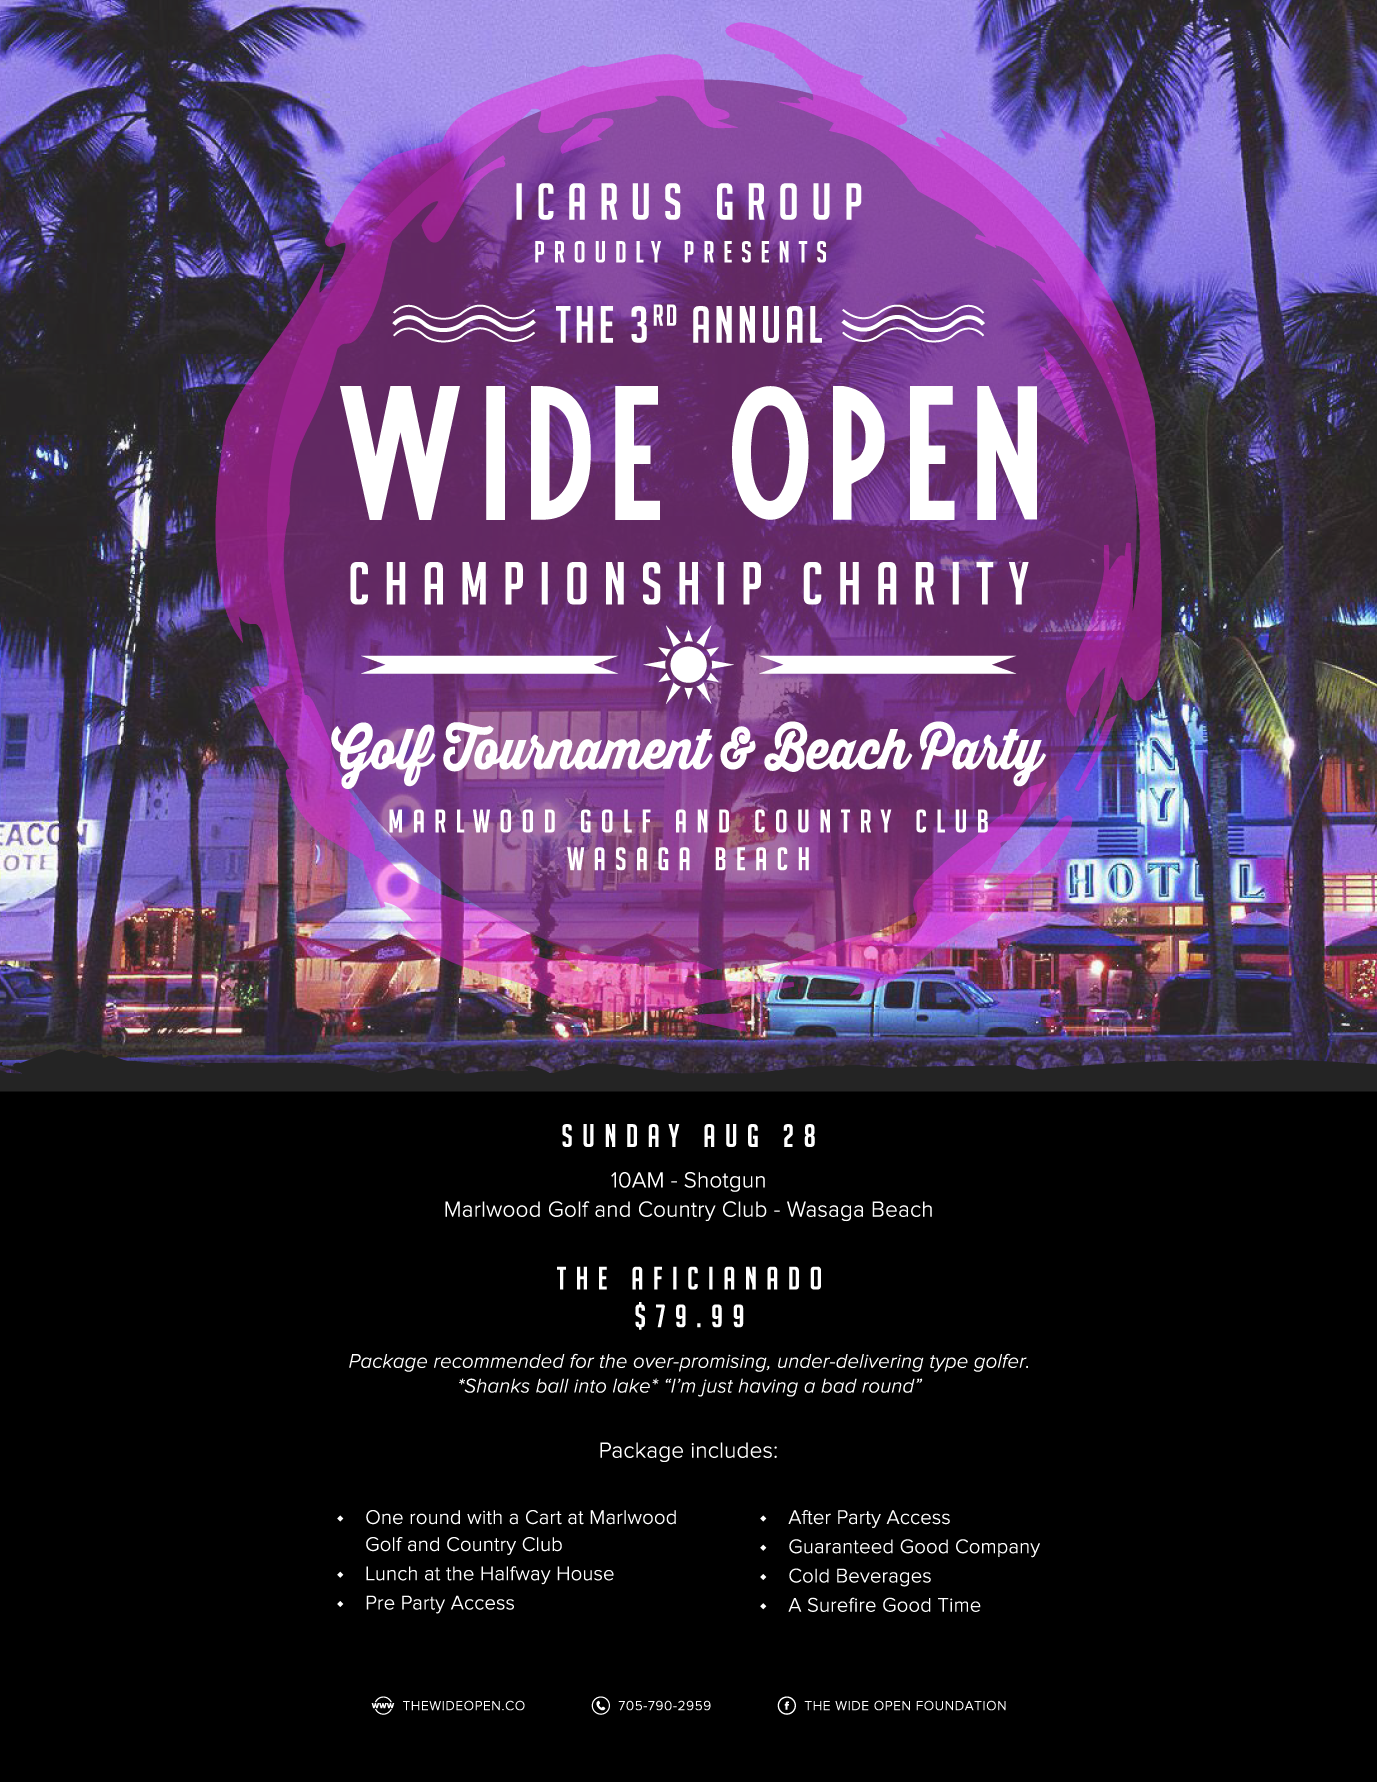 ICARUS GROUP
PROUDLY PRESENTS
THE 3RD ANNUAL
WIDE OPEN
CHAMPIONSHIP CHARITY
Golf Tournament & Beach Party
MARLWOOD GOLF AND COUNTRY CLUB
WASAGA BEACH
EACON
OTE
NY
HOTEL
SUNDAY AUG 28
10AM - Shotgun
Marlwood Golf and Country Club - Wasaga Beach
THE AFICIANADO
$79.99
Package recommended for the over-promising, under-delivering type golfer.
*Shanks ball into lake* “I’m just having a bad round”
Package includes:
One round with a Cart at Marlwood
Golf and Country Club
Lunch at the Halfway House
Pre Party Access
After Party Access
Guaranteed Good Company
Cold Beverages
A Surefire Good Time
www THEWIDEOPEN.CO
705-790-2959
f THE WIDE OPEN FOUNDATION